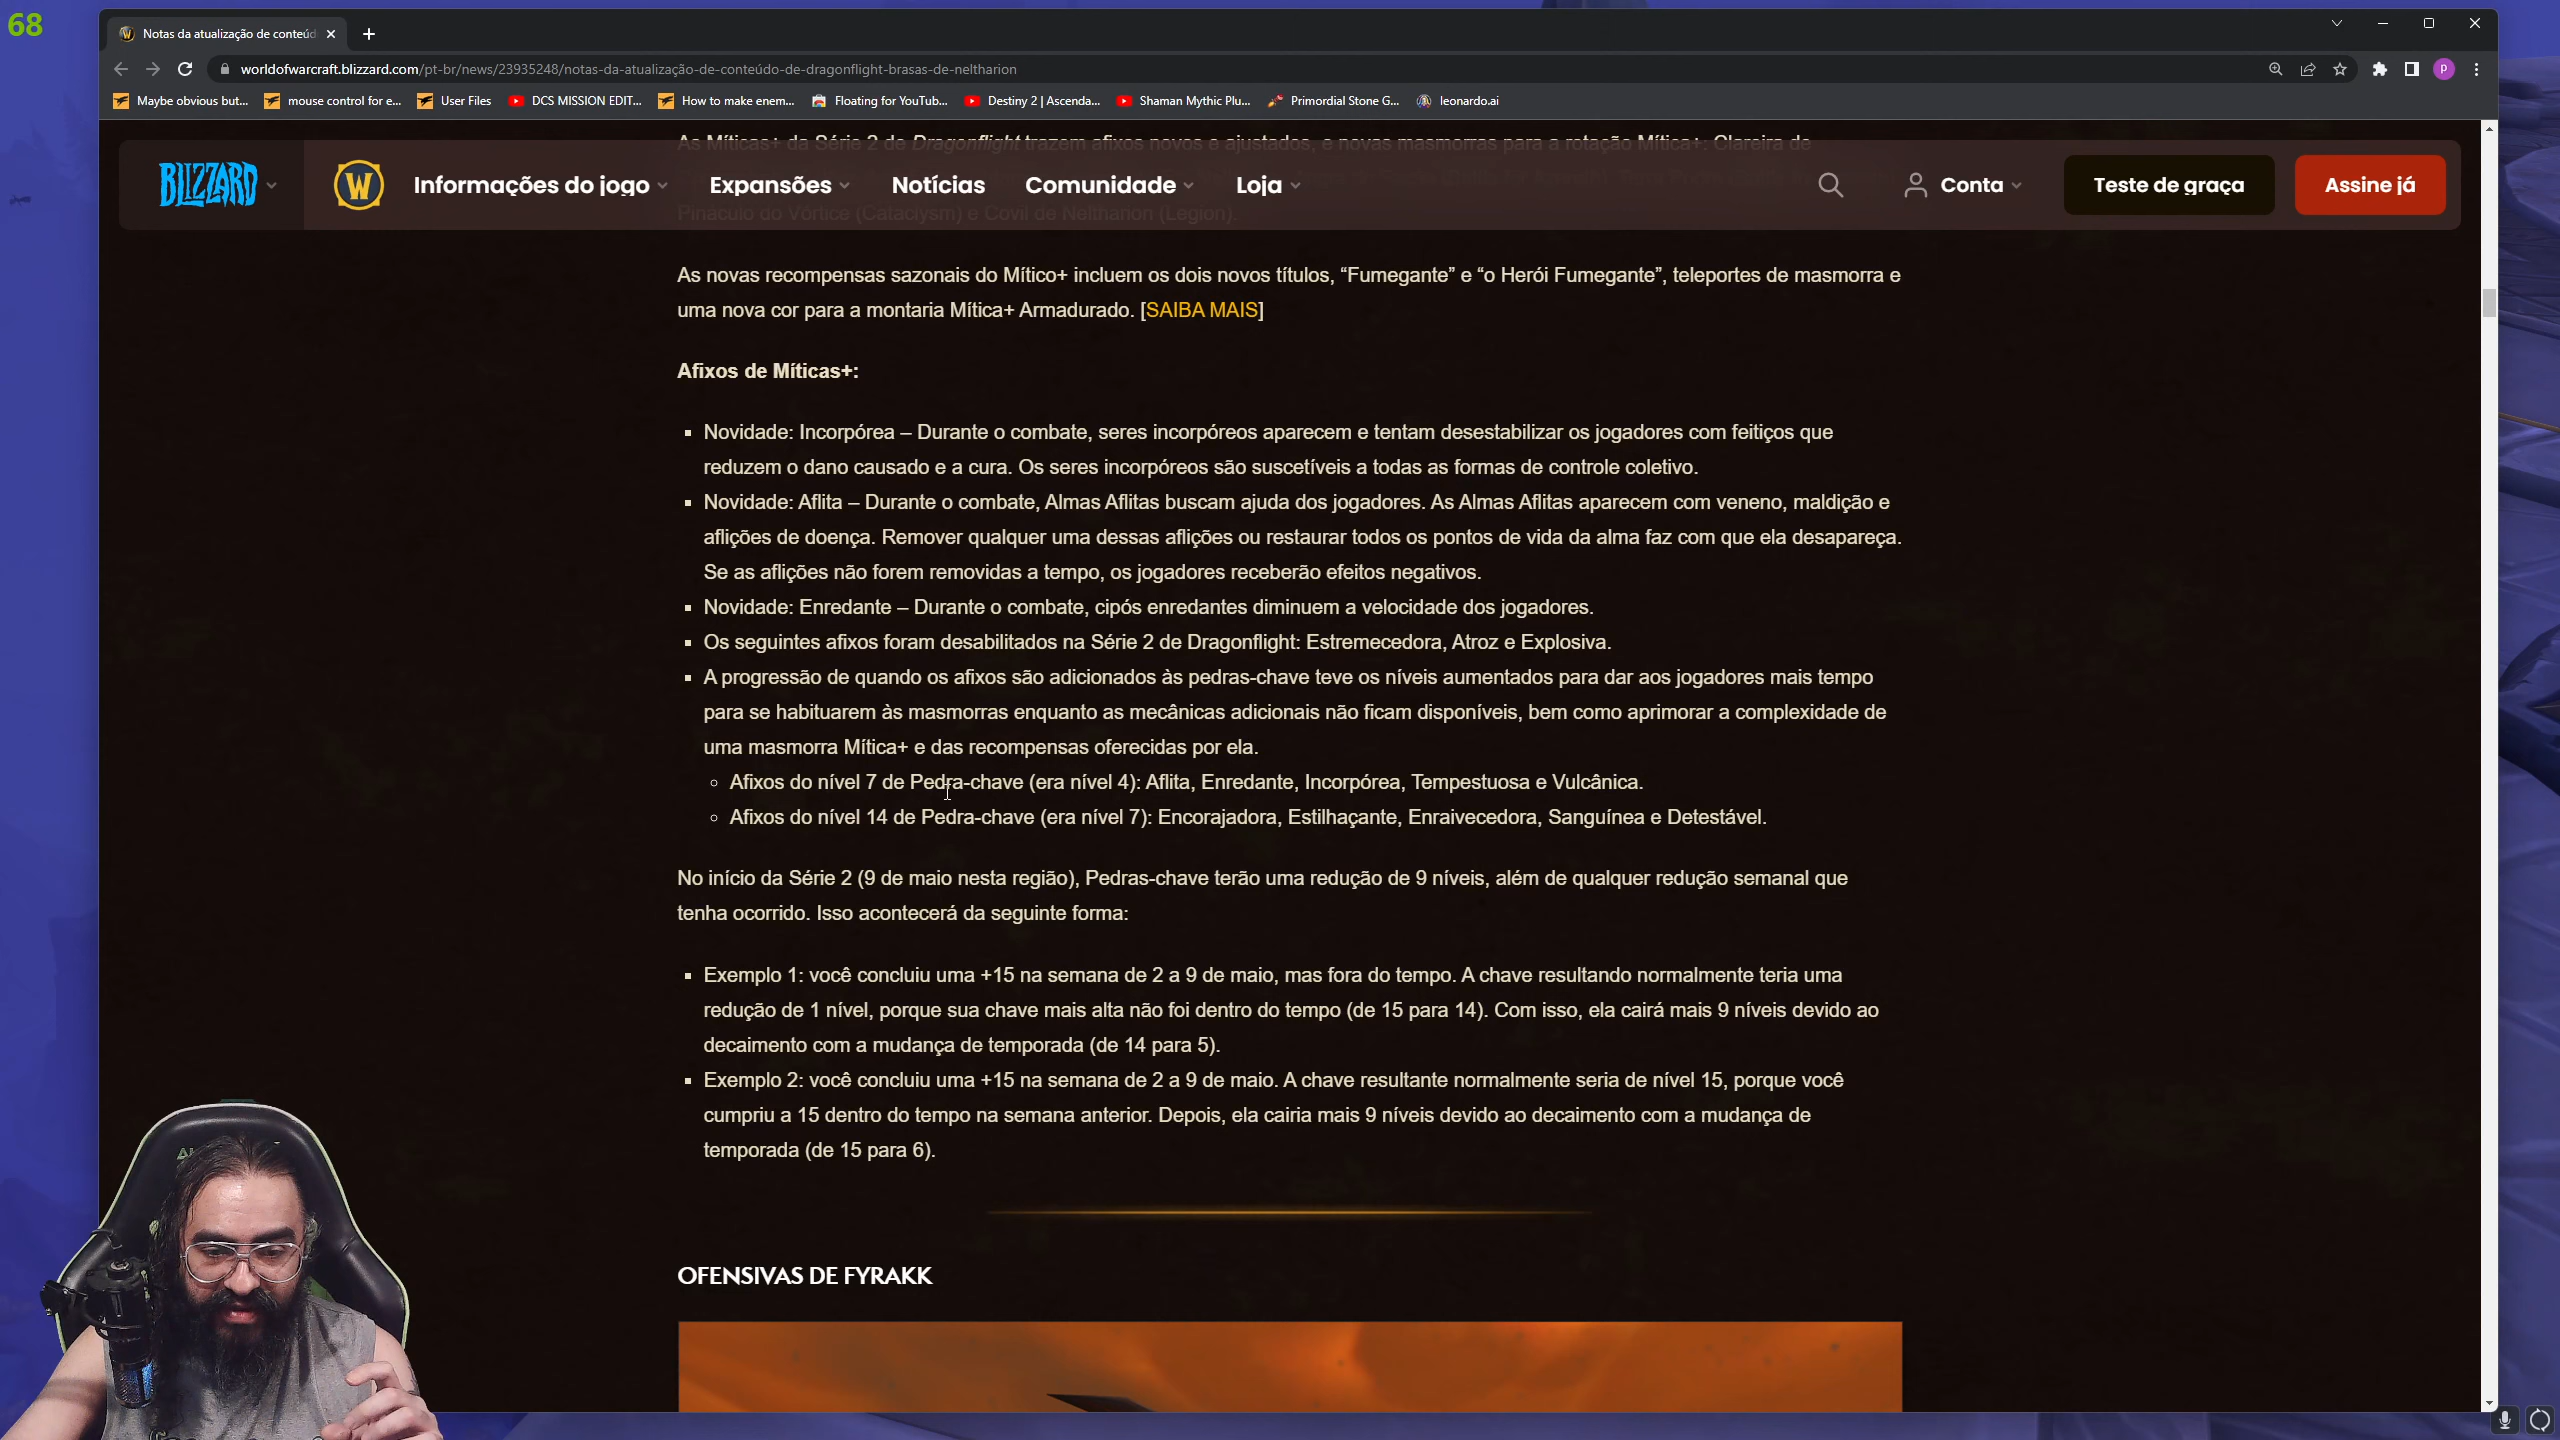 68
Notas da atualização de conteúd
worldofwarcraft.blizzard.com/pt-br/news/23935248/notas-da-atualização-de-conteúdo-de-dragonflight-brasas-de-neltharion
P
Maybe obvious but... mouse control for e... User Files DCS MISSION EDIT... How to make enem... Floating for YouTub... Destiny 2 | Ascenda... Shaman Mythic Plu... Primordial Stone G... leonardo.ai
As Míticas+ da Série 2 de Dragonflight trazem afixos novos e ajustados, e novas masmorras para a rotação Mítica+: Clareira de
BLIZZARD W Informações do jogo Expansões Notícias Comunidade Loja Conta Teste de graça Assine já
Pináculo do Vórtice (Cataclysm) e Covil de Neltharion (Legion).
As novas recompensas sazonais do Mítico+ incluem os dois novos títulos, “Fumegante” e “o Herói Fumegante”, teleportes de masmorra e
uma nova cor para a montaria Mítica+ Armadurado. [SAIBA MAIS]
Afixos de Míticas+:
Novidade: Incorpórea – Durante o combate, seres incorpóreos aparecem e tentam desestabilizar os jogadores com feitiços que
reduzem o dano causado e a cura. Os seres incorpóreos são suscetíveis a todas as formas de controle coletivo.
Novidade: Aflita – Durante o combate, Almas Aflitas buscam ajuda dos jogadores. As Almas Aflitas aparecem com veneno, maldição e
aflições de doença. Remover qualquer uma dessas aflições ou restaurar todos os pontos de vida da alma faz com que ela desapareça.
Se as aflições não forem removidas a tempo, os jogadores receberão efeitos negativos.
Novidade: Enredante – Durante o combate, cipós enredantes diminuem a velocidade dos jogadores.
Os seguintes afixos foram desabilitados na Série 2 de Dragonflight: Estremecedora, Atroz e Explosiva.
A progressão de quando os afixos são adicionados às pedras-chave teve os níveis aumentados para dar aos jogadores mais tempo
para se habituarem às masmorras enquanto as mecânicas adicionais não ficam disponíveis, bem como aprimorar a complexidade de
uma masmorra Mítica+ e das recompensas oferecidas por ela.
Afixos do nível 7 de Pedra-chave (era nível 4): Aflita, Enredante, Incorpórea, Tempestuosa e Vulcânica.
Afixos do nível 14 de Pedra-chave (era nível 7): Encorajadora, Estilhaçante, Enraivecedora, Sanguínea e Detestável.
No início da Série 2 (9 de maio nesta região), Pedras-chave terão uma redução de 9 níveis, além de qualquer redução semanal que
tenha ocorrido. Isso acontecerá da seguinte forma:
Exemplo 1: você concluiu uma +15 na semana de 2 a 9 de maio, mas fora do tempo. A chave resultando normalmente teria uma
redução de 1 nível, porque sua chave mais alta não foi dentro do tempo (de 15 para 14). Com isso, ela cairá mais 9 níveis devido ao
decaimento com a mudança de temporada (de 14 para 5).
Exemplo 2: você concluiu uma +15 na semana de 2 a 9 de maio. A chave resultante normalmente seria de nível 15, porque você
cumpriu a 15 dentro do tempo na semana anterior. Depois, ela cairia mais 9 níveis devido ao decaimento com a mudança de
temporada (de 15 para 6).
OFENSIVAS DE FYRAKK